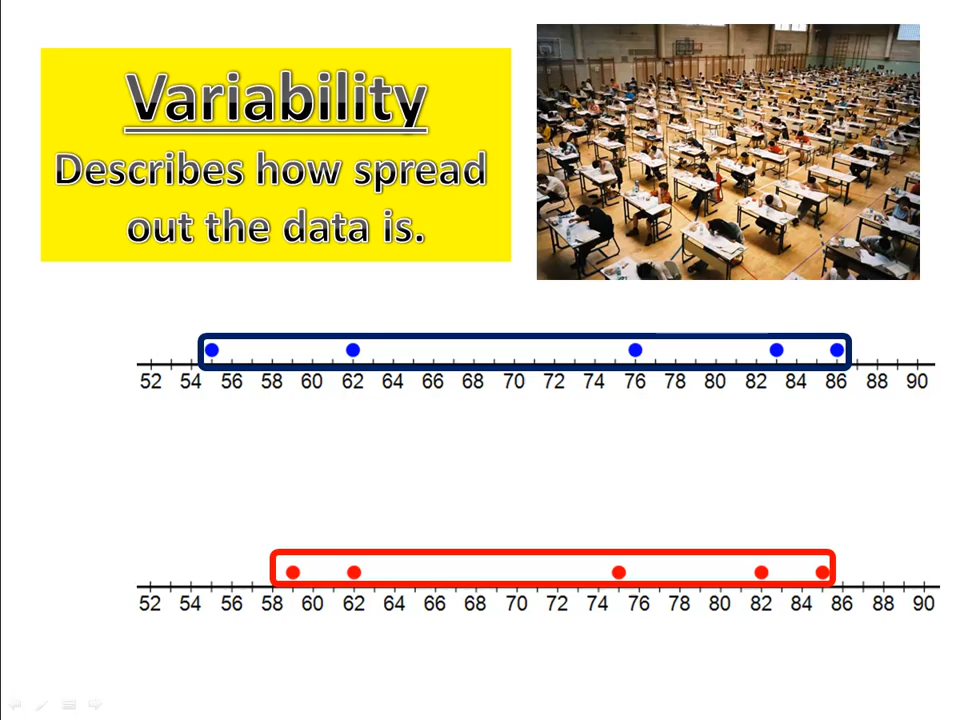 Variability
Describes how spread
out the data is.
52 54 56 58 60 62 64 66 68 70 72 74 76 78 80 82 84 86 88 90
52 54 56 58 60 62 64 66 68 70 72 74 76 78 80 82 84 86 88 90